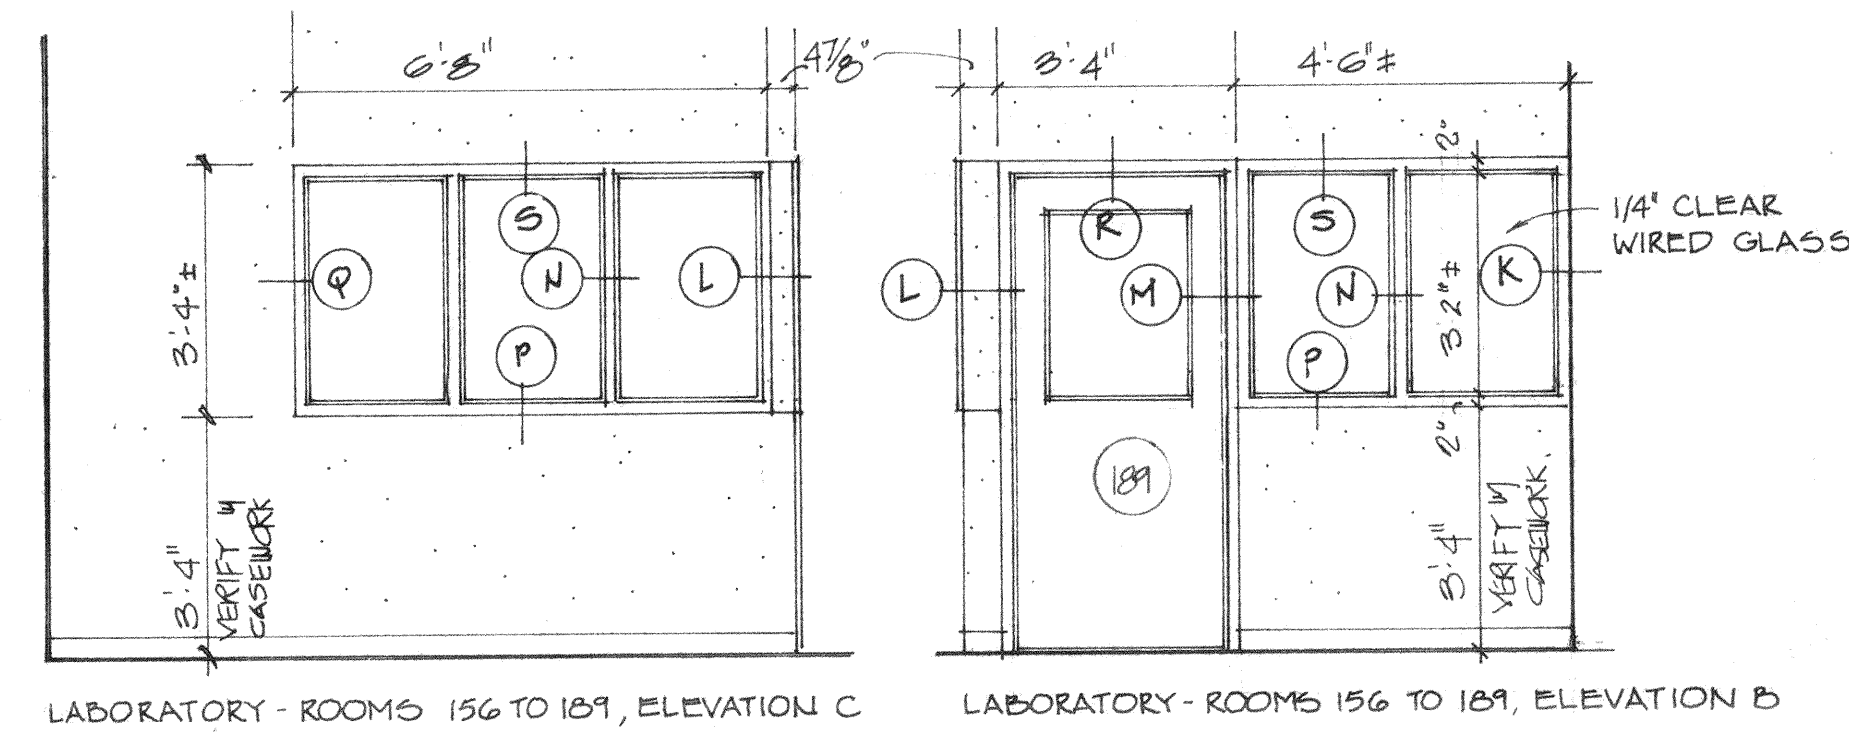 6'-8"
4 7/8"
3'-4"
4'-6"±
2"
1/4" CLEAR
WIRED GLASS
S
R
S
Q
N
L
L
M
N
K
P
P
3'-4"±
3'-2"±
2"
189
3'-4"
VERIFY W/
CASEWORK
3'-4"
VERIFY W/
CASEWORK.
LABORATORY - ROOMS 156 TO 189, ELEVATION C
LABORATORY - ROOMS 156 TO 189, ELEVATION B